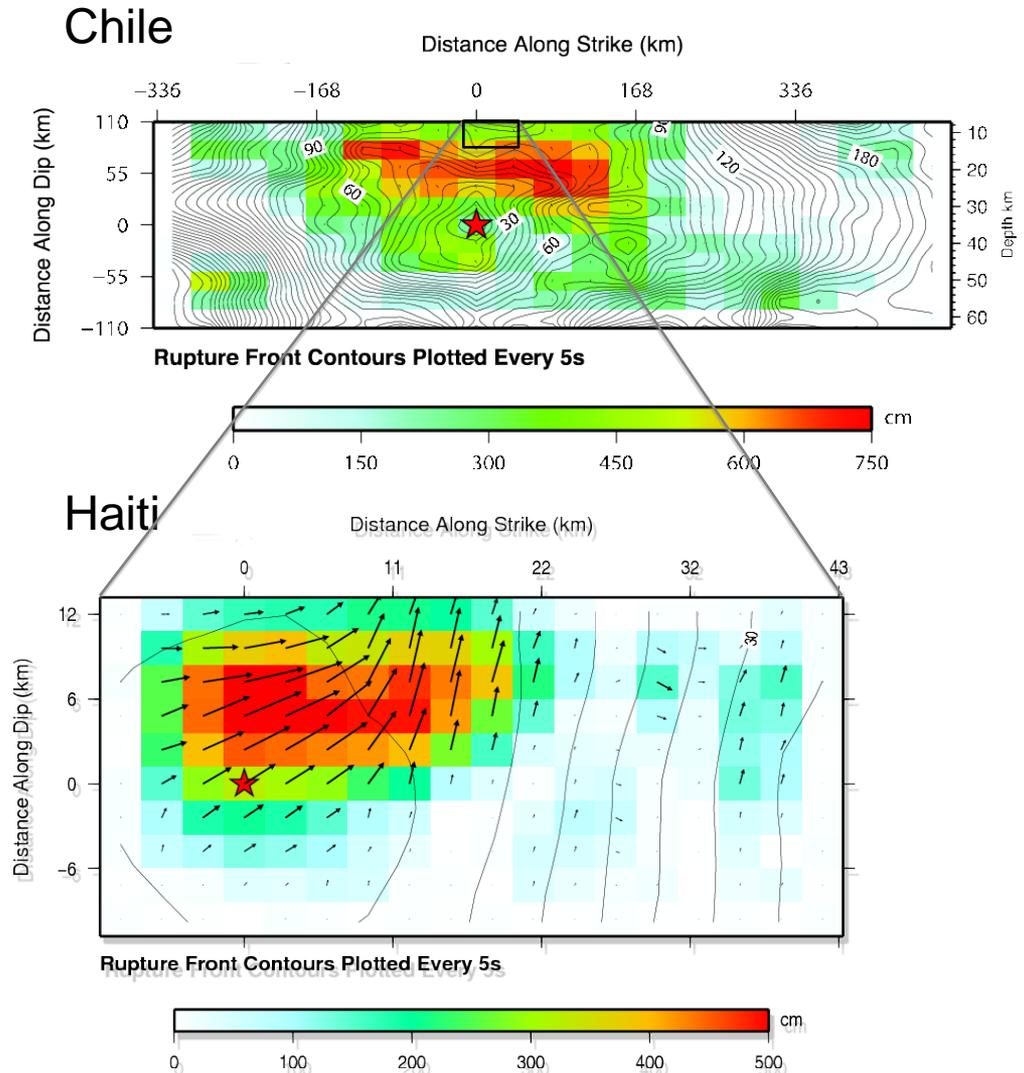 Chile
Distance Along Strike (km)
−336 −168 0 168 336
Distance Along Dip (km)
110
55
0
−55
−110
10
20
30
40
50
60
Depth km
90
60
30
60
90
120
180
Rupture Front Contours Plotted Every 5s
cm
0 150 300 450 600 750
Haiti
Distance Along Strike (km)
0 11 22 32 43
Distance Along Dip (km)
12
6
0
−6
30
Rupture Front Contours Plotted Every 5s
cm
0 100 200 300 400 500